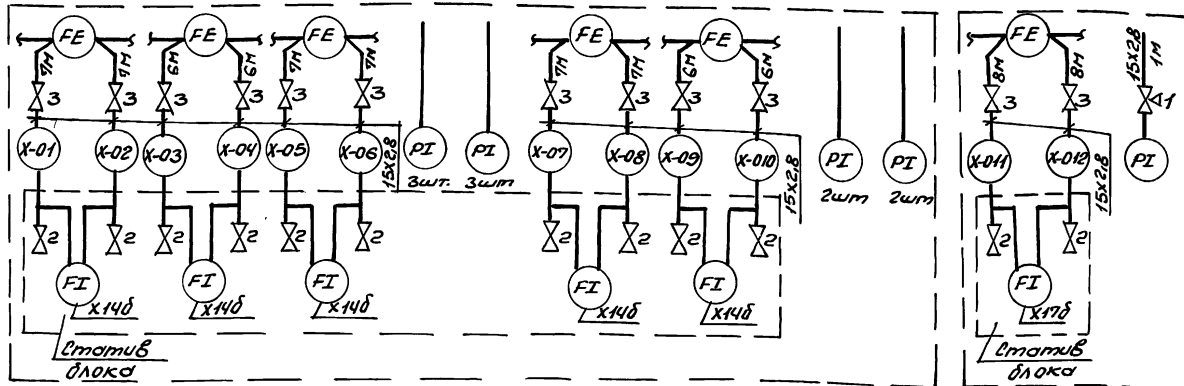 FE FE FE FE FE FE
7м 7м 6м 6м 7м 7м 7м 7м 6м 6м 8м 8м 15х2,8 1м
3 3 3 3 3 3 3 3 3 3 3 3 1
Х-01 Х-02 Х-03 Х-04 Х-05 Х-06 15х2,8 PI PI Х-07 Х-08 Х-09 Х-010 15х2,8 PI PI Х-011 Х-012 15х2,8 PI
3шт. 3шт 2шт 2шт
2 2 2 2 2 2 2 2 2 2 2 2
FI FI FI FI FI FI
Х14б Х14б Х14б Х14б Х14б Х17б
Статив Статив
блока блока